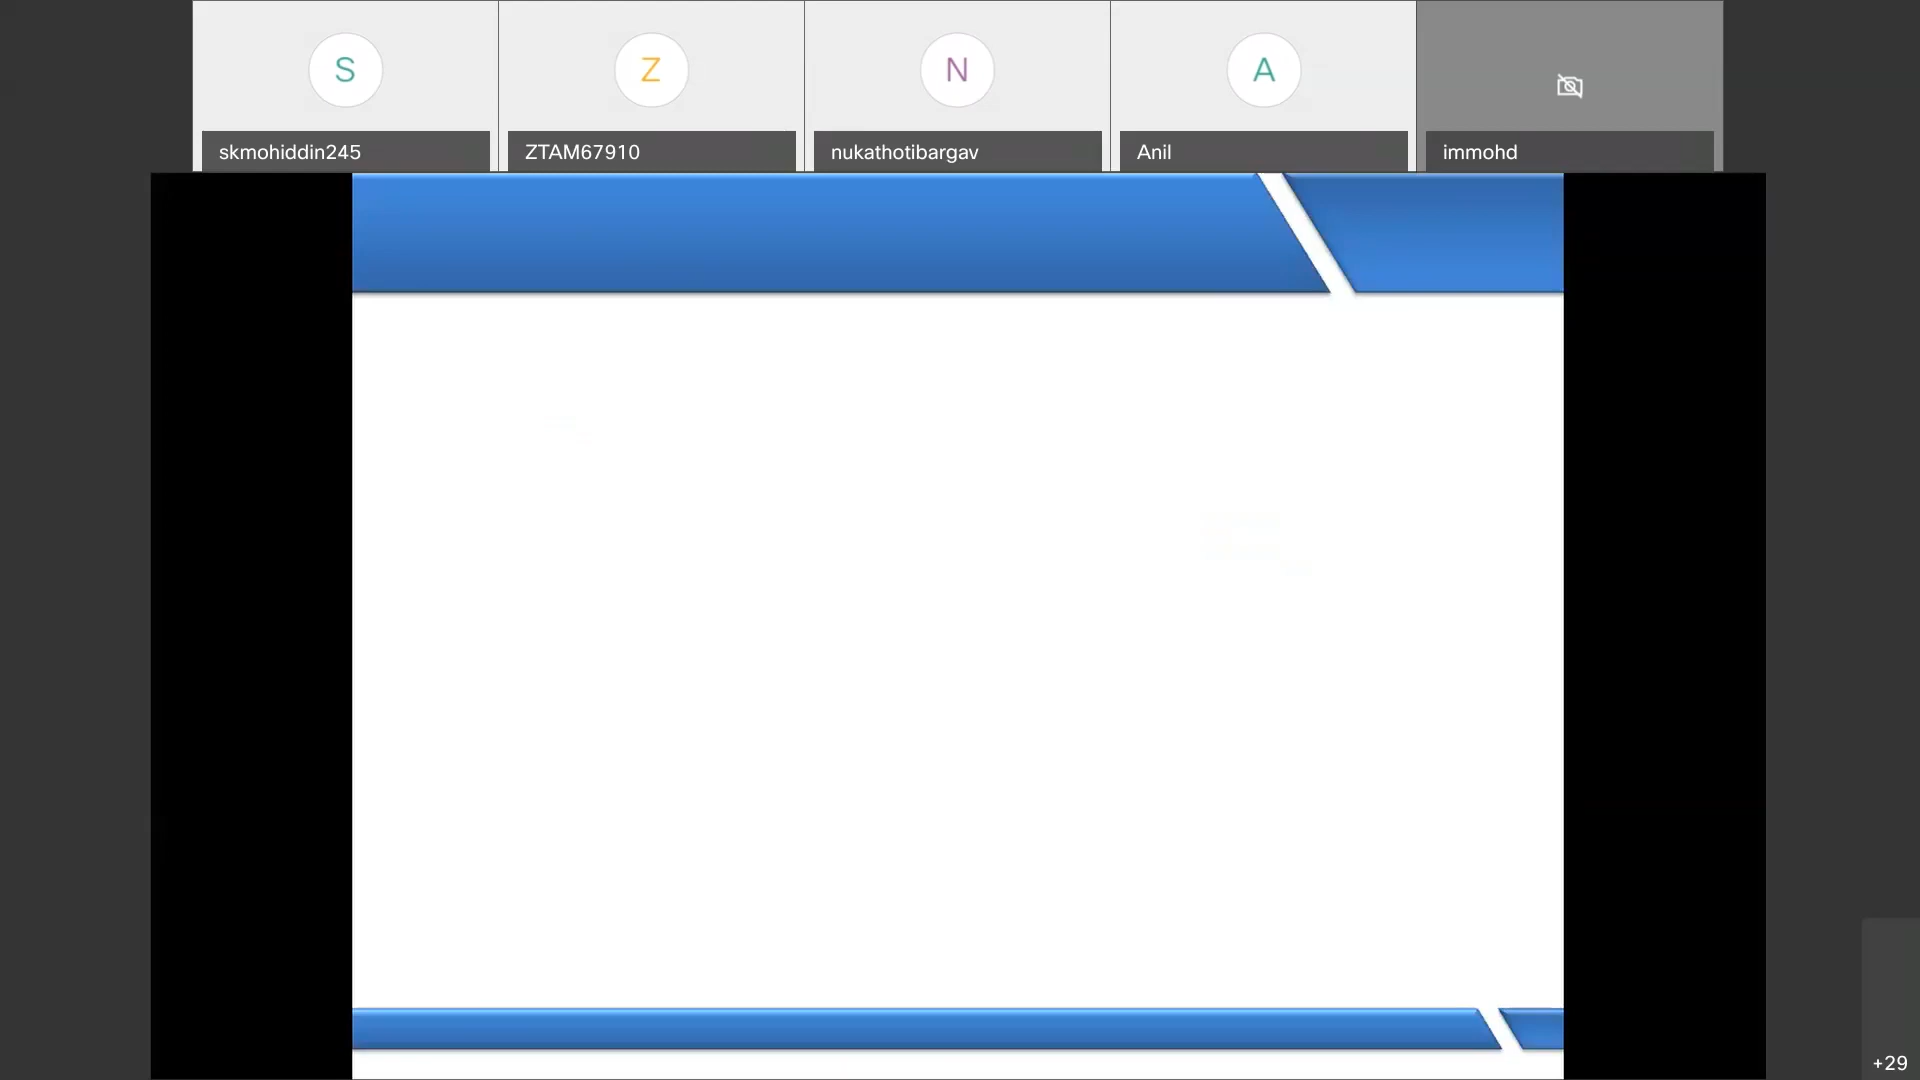 S
Z
N
A
skmohiddin245
ZTAM67910
nukathotibargav
Anil
immohd
+29